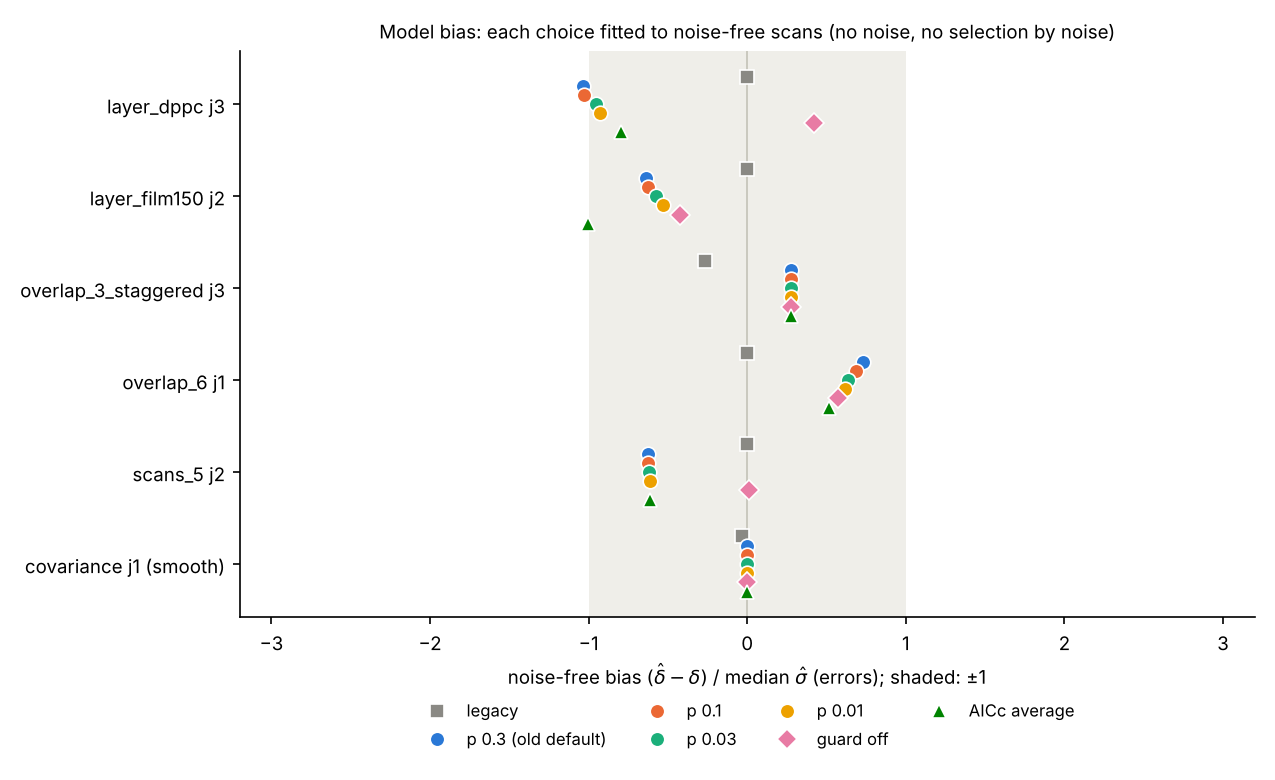 Model bias: each choice fitted to noise-free scans (no noise, no selection by noise)
layer_dppc j3
layer_film150 j2
overlap_3_staggered j3
overlap_6 j1
scans_5 j2
covariance j1 (smooth)
−3 −2 −1 0 1 2 3
noise-free bias (δ̂ − δ) / median σ̂ (errors); shaded: ±1
legacy p 0.1 p 0.01 AICc average
p 0.3 (old default) p 0.03 guard off